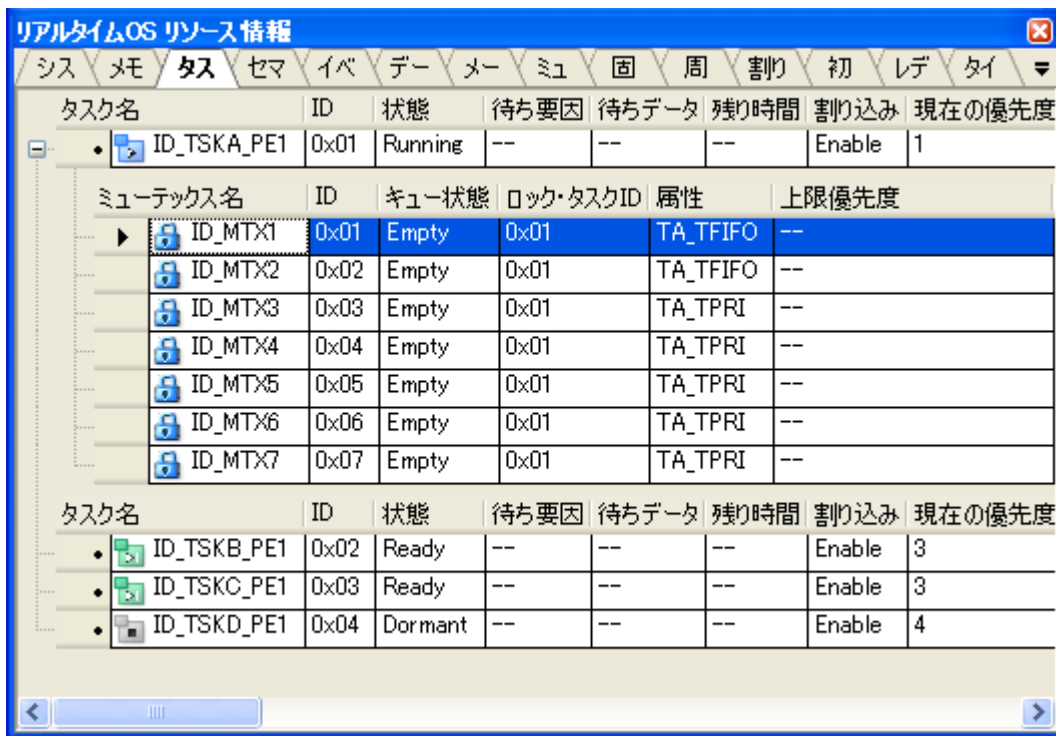 リアルタイムOS リソース情報
シス メモ タス セマ イベ デー メー ミュ 固 周 割り 初 レデ タイ
タスク名 ID 状態 待ち要因 待ちデータ 残り時間 割り込み 現在の優先度
ID_TSKA_PE1 0x01 Running -- -- -- Enable 1
ミューテックス名 ID キュー状態 ロック・タスクID 属性 上限優先度
ID_MTX1 0x01 Empty 0x01 TA_TFIFO --
ID_MTX2 0x02 Empty 0x01 TA_TFIFO --
ID_MTX3 0x03 Empty 0x01 TA_TPRI --
ID_MTX4 0x04 Empty 0x01 TA_TPRI --
ID_MTX5 0x05 Empty 0x01 TA_TPRI --
ID_MTX6 0x06 Empty 0x01 TA_TPRI --
ID_MTX7 0x07 Empty 0x01 TA_TPRI --
タスク名 ID 状態 待ち要因 待ちデータ 残り時間 割り込み 現在の優先度
ID_TSKB_PE1 0x02 Ready -- -- -- Enable 3
ID_TSKC_PE1 0x03 Ready -- -- -- Enable 3
ID_TSKD_PE1 0x04 Dormant -- -- -- Enable 4